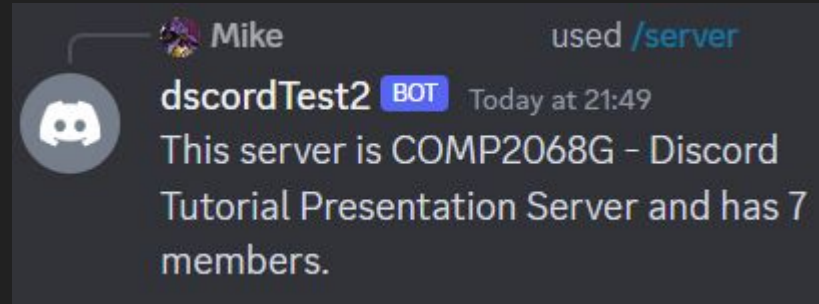 Mike used /server
dscordTest2 BOT Today at 21:49
This server is COMP2068G - Discord
Tutorial Presentation Server and has 7
members.